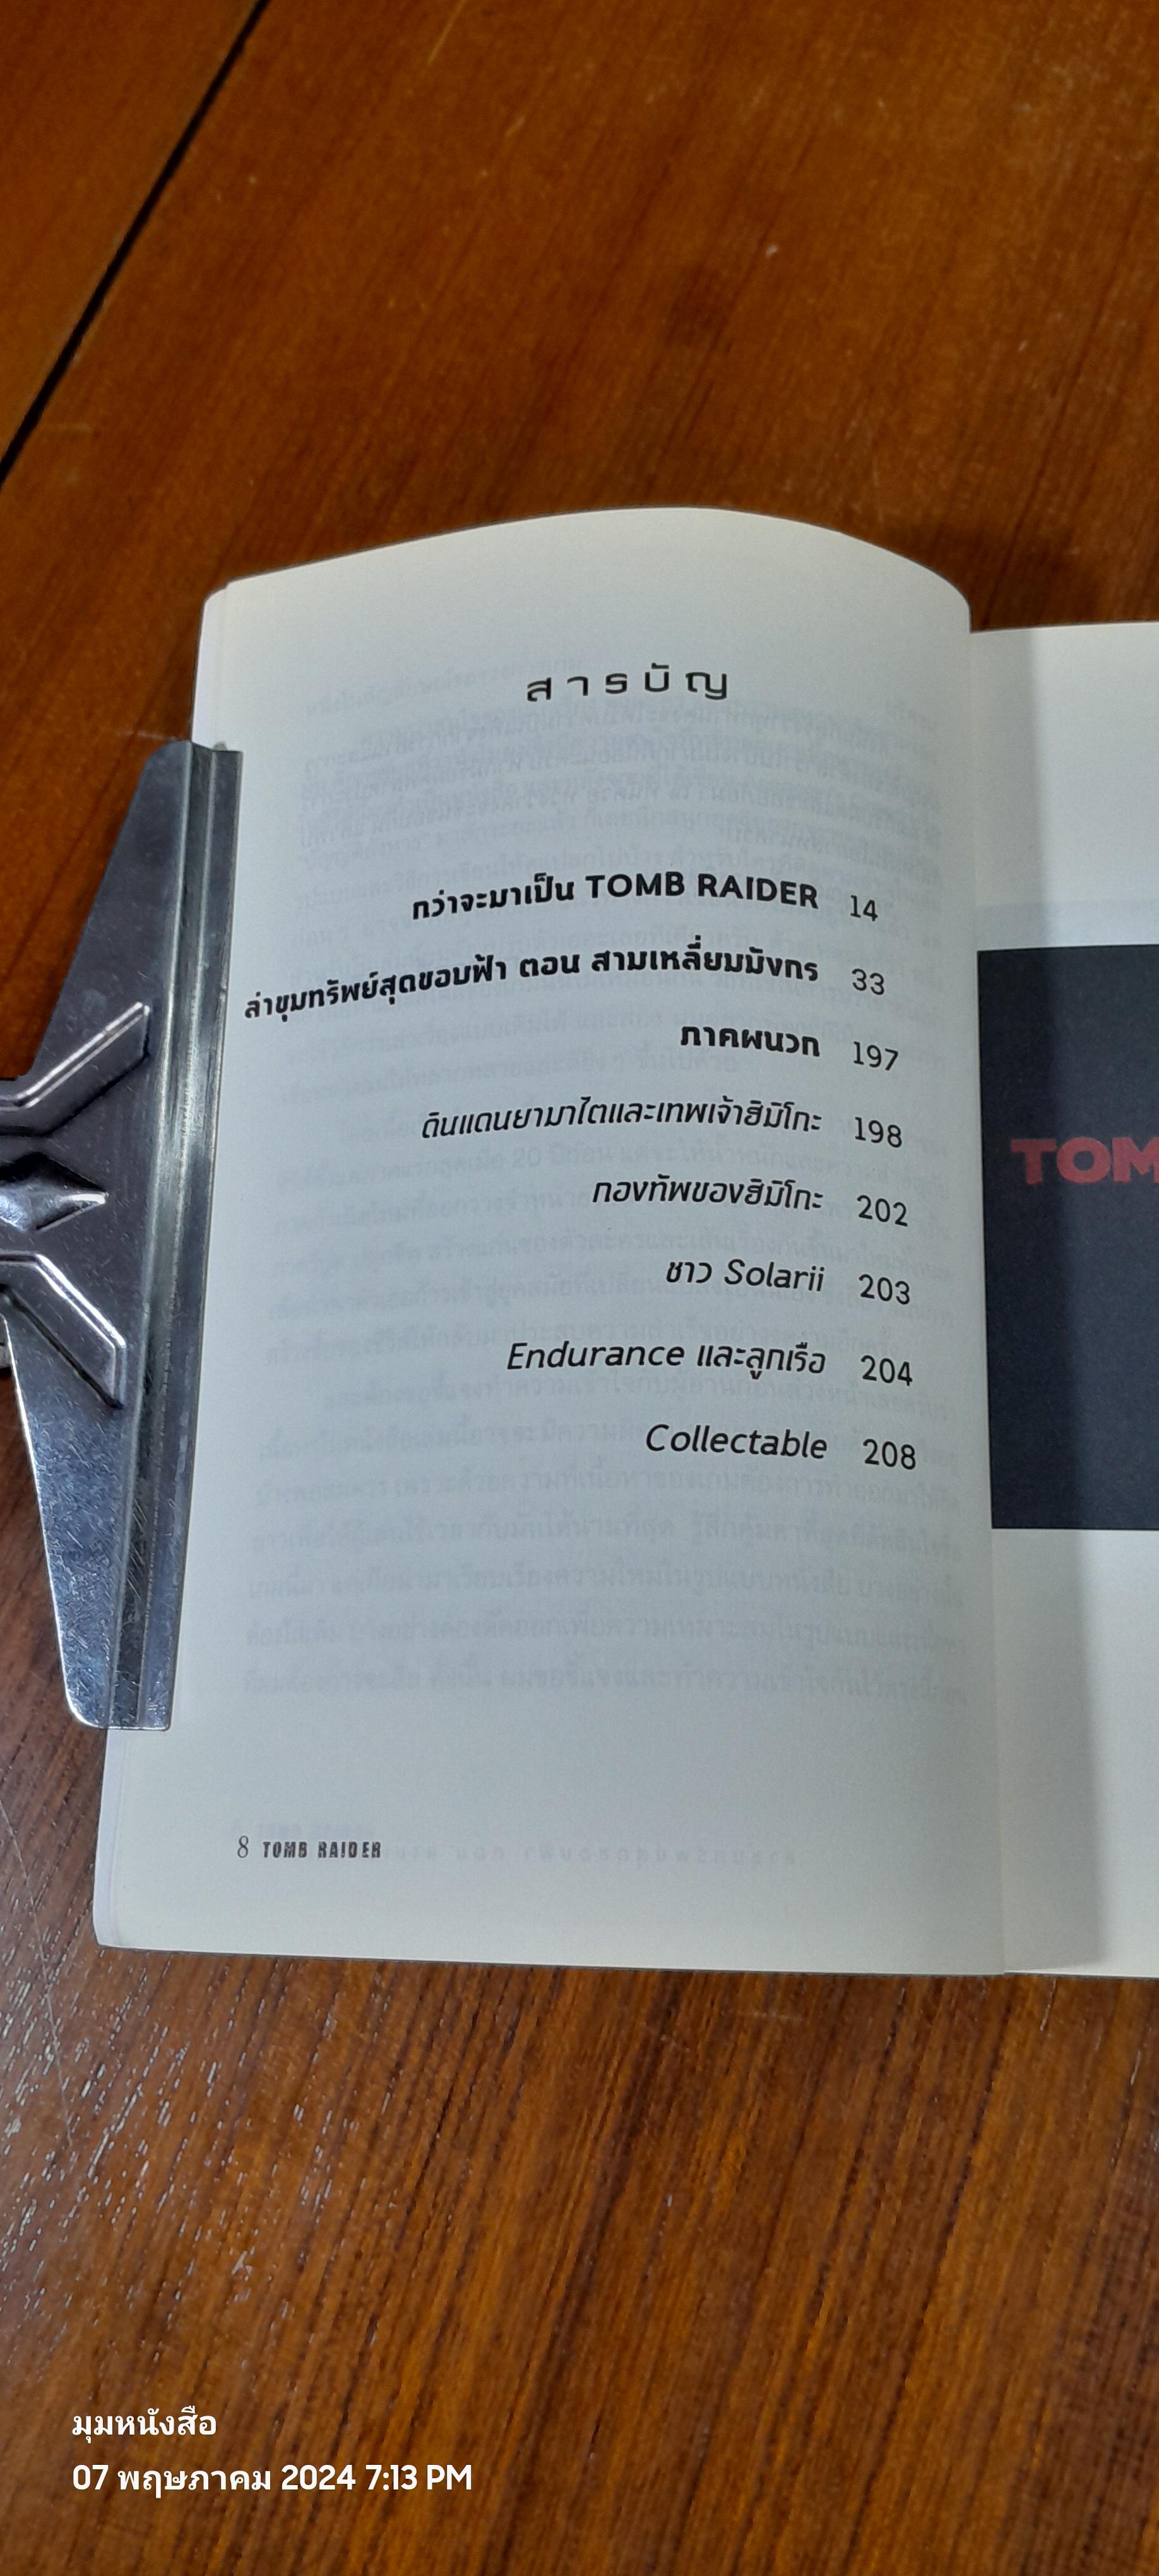 สารบัญ
กว่าจะมาเป็น TOMB RAIDER 14
ล่าขุมทรัพย์สุดขอบฟ้า ตอน สามเหลี่ยมมังกร 33
ภาคผนวก 197
ดินแดนยามาไตและเทพเจ้าฮิมิโกะ 198
กองทัพของฮิมิโกะ 202
ชาว Solarii 203
Endurance และลูกเรือ 204
Collectable 208
TOM
8 TOMB RAIDER
มุมหนังสือ
07 พฤษภาคม 2024 7:13 PM